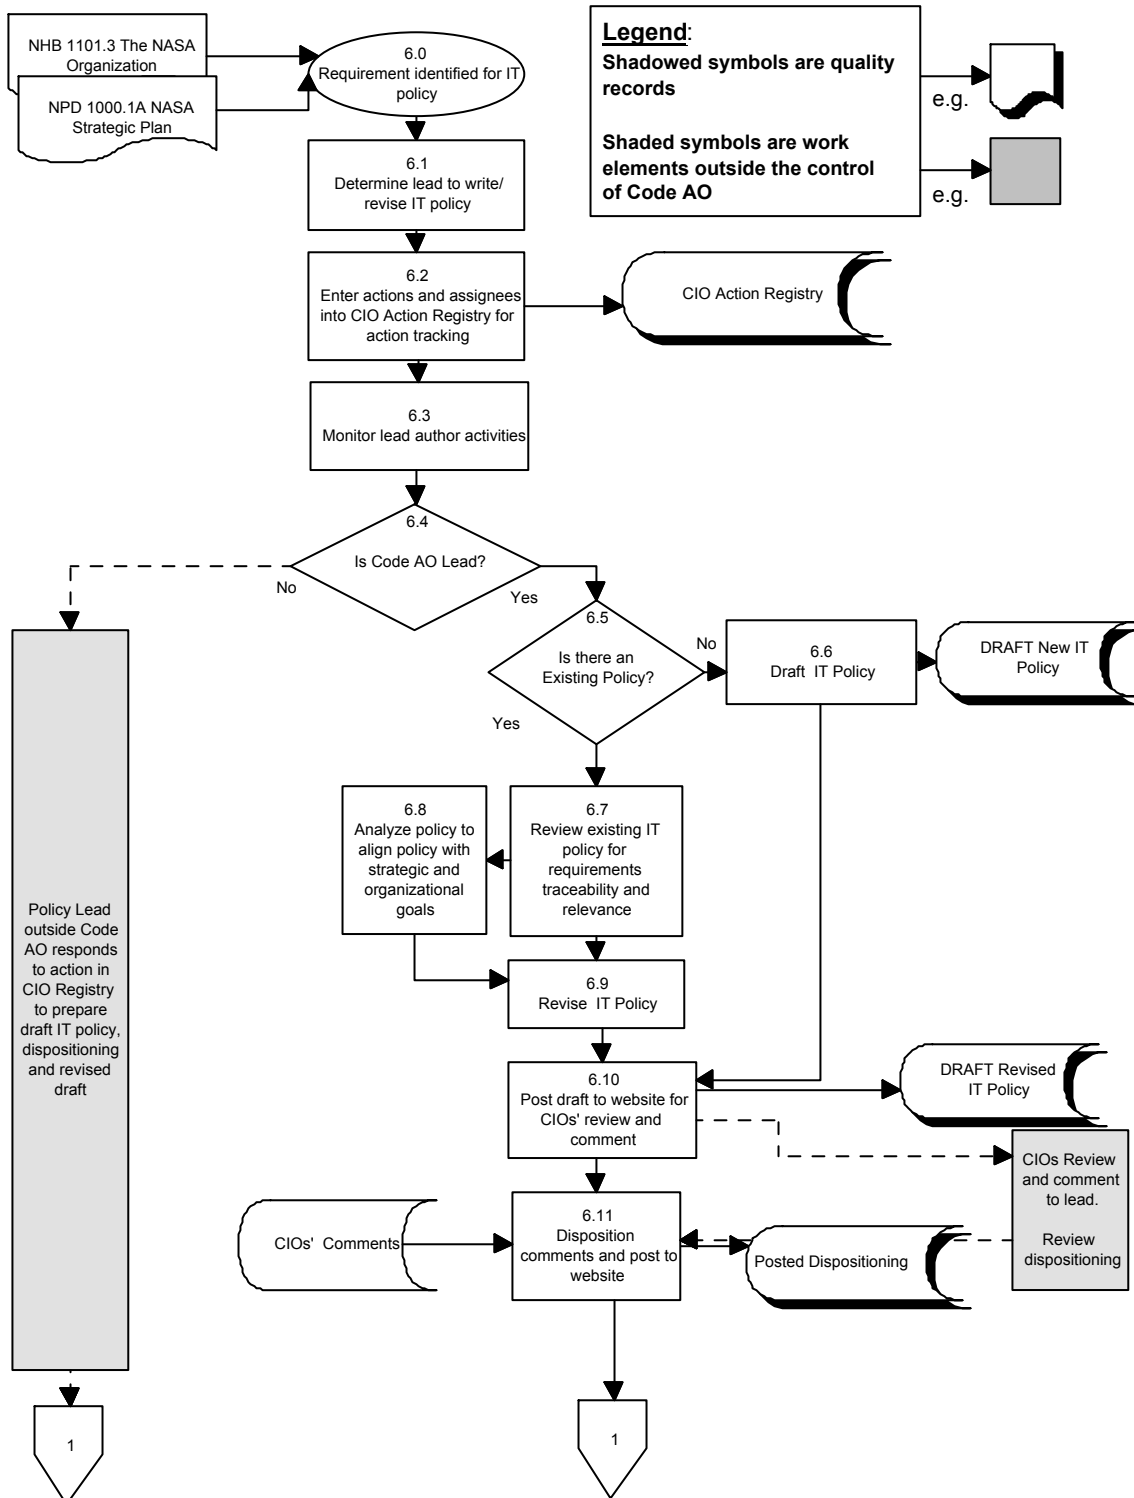 NHB 1101.3 The NASA
Organization
NPD 1000.1A NASA
Strategic Plan
6.0
Requirement identified for IT
policy
Legend:
Shadowed symbols are quality
records
e.g.
Shaded symbols are work
elements outside the control
of Code AO
e.g.
6.1
Determine lead to write/
revise IT policy
6.2
Enter actions and assignees
into CIO Action Registry for
action tracking
CIO Action Registry
6.3
Monitor lead author activities
6.4
Is Code AO Lead?
No
Yes
6.5
Is there an
Existing Policy?
No
Yes
6.6
Draft IT Policy
DRAFT New IT
Policy
6.8
Analyze policy to
align policy with
strategic and
organizational
goals
6.7
Review existing IT
policy for
requirements
traceability and
relevance
Policy Lead
outside Code
AO responds
to action in
CIO Registry
to prepare
draft IT policy,
dispositioning
and revised
draft
6.9
Revise IT Policy
6.10
Post draft to website for
CIOs' review and
comment
DRAFT Revised
IT Policy
CIOs Review
and comment
to lead.
Review
dispositioning
CIOs' Comments
6.11
Disposition
comments and post to
website
Posted Dispositioning
1
1